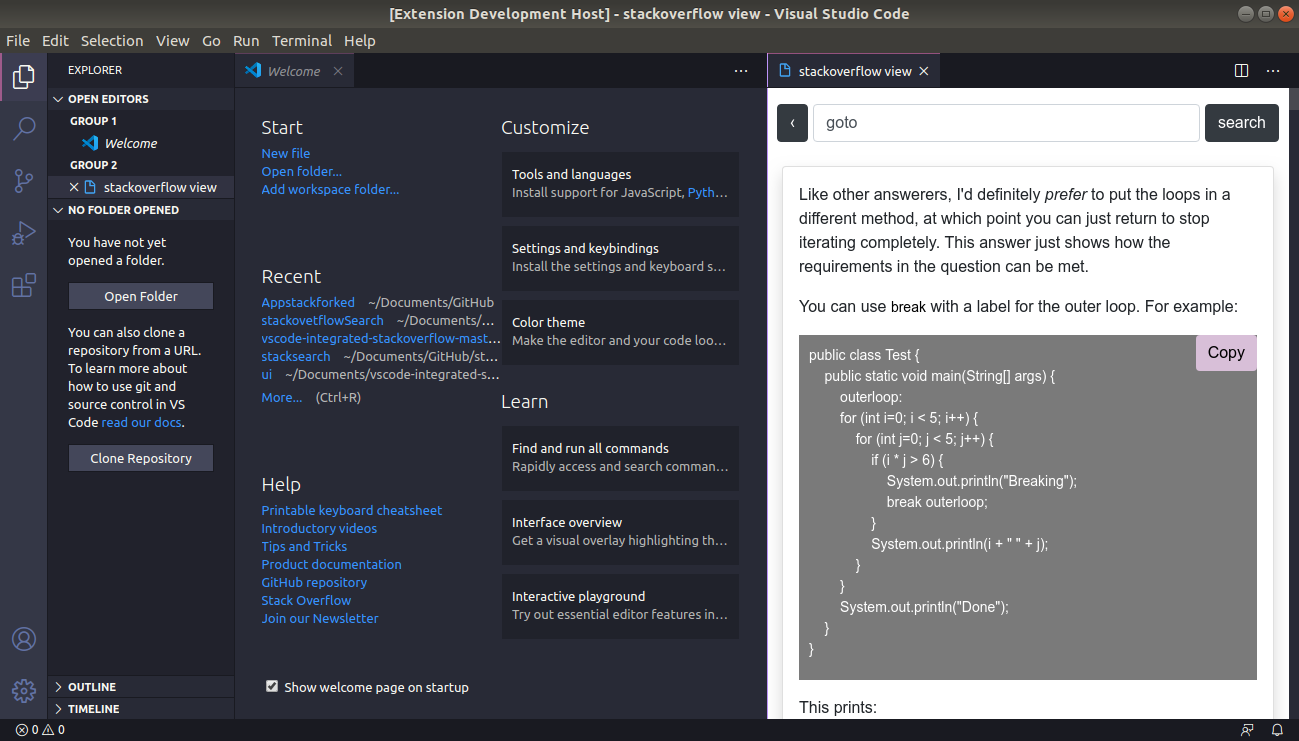 [Extension Development Host] - stackoverflow view - Visual Studio Code
File Edit Selection View Go Run Terminal Help
EXPLORER
OPEN EDITORS
GROUP 1
Welcome
GROUP 2
stackoverflow view
NO FOLDER OPENED
You have not yet
opened a folder.
Open Folder
You can also clone a
repository from a URL.
To learn more about
how to use git and
source control in VS
Code read our docs.
Clone Repository
OUTLINE
TIMELINE
Welcome
Start
New file
Open folder...
Add workspace folder...
Recent
Appstackforked ~/Documents/GitHub
stackovetflowSearch ~/Documents/...
vscode-integrated-stackoverflow-mast...
stacksearch ~/Documents/GitHub/st...
ui ~/Documents/vscode-integrated-s...
More... (Ctrl+R)
Help
Printable keyboard cheatsheet
Introductory videos
Tips and Tricks
Product documentation
GitHub repository
Stack Overflow
Join our Newsletter
Show welcome page on startup
Customize
Tools and languages
Install support for JavaScript, Pyth...
Settings and keybindings
Install the settings and keyboard s...
Color theme
Make the editor and your code loo...
Learn
Find and run all commands
Rapidly access and search comman...
Interface overview
Get a visual overlay highlighting th...
Interactive playground
Try out essential editor features in...
stackoverflow view
goto
search
Like other answerers, I'd definitely prefer to put the loops in a
different method, at which point you can just return to stop
iterating completely. This answer just shows how the
requirements in the question can be met.
You can use break with a label for the outer loop. For example:
Copy
public class Test {
public static void main(String[] args) {
outerloop:
for (int i=0; i < 5; i++) {
for (int j=0; j < 5; j++) {
if (i * j > 6) {
System.out.println("Breaking");
break outerloop;
}
System.out.println(i + " " + j);
}
}
System.out.println("Done");
}
}
This prints:
0 0